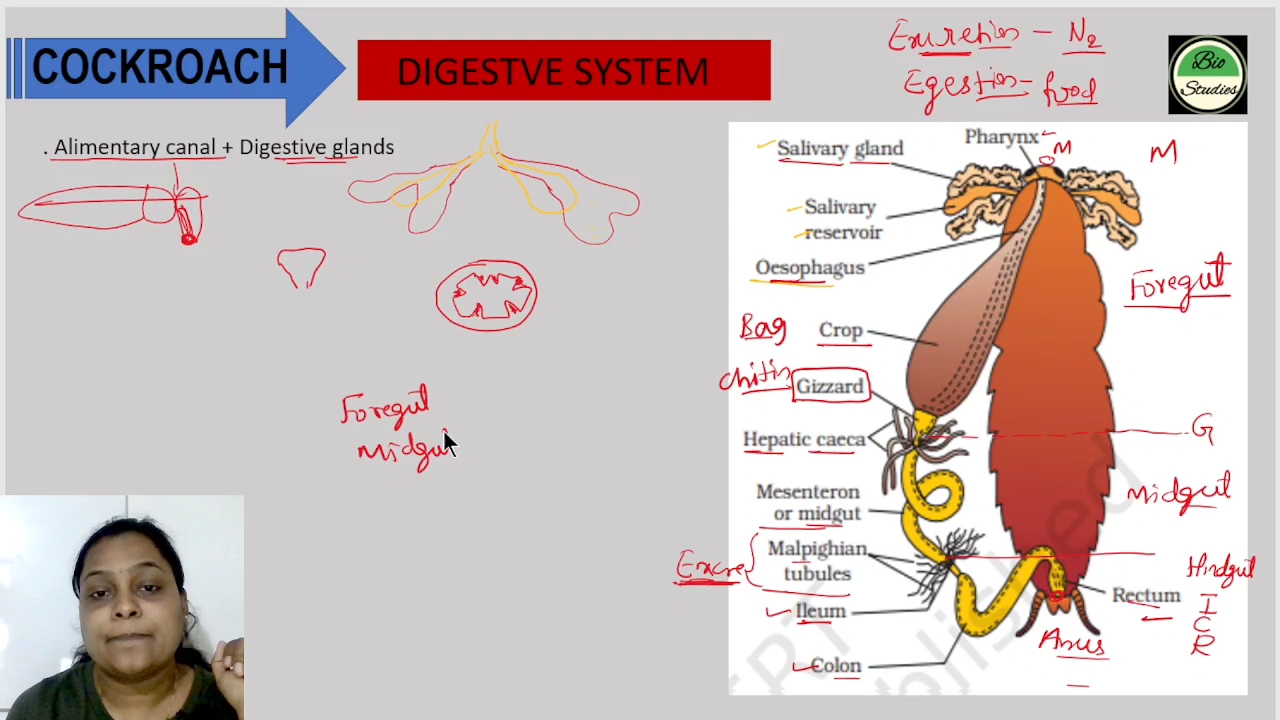 COCKROACH
DIGESTVE SYSTEM
Excretion - N2
Egestion - food
Bio
Studies
. Alimentary canal + Digestive glands
Pharynx
M
M
Salivary gland
Salivary
reservoir
Oesophagus
Foregut
Bag
Crop
chitin
Gizzard
Hepatic caeca
G
Mesenteron
or midgut
midgut
Malpighian
tubules
Excre
Hindgut
Ileum
Rectum
I
C
R
Anus
Colon
Foregut
midgut